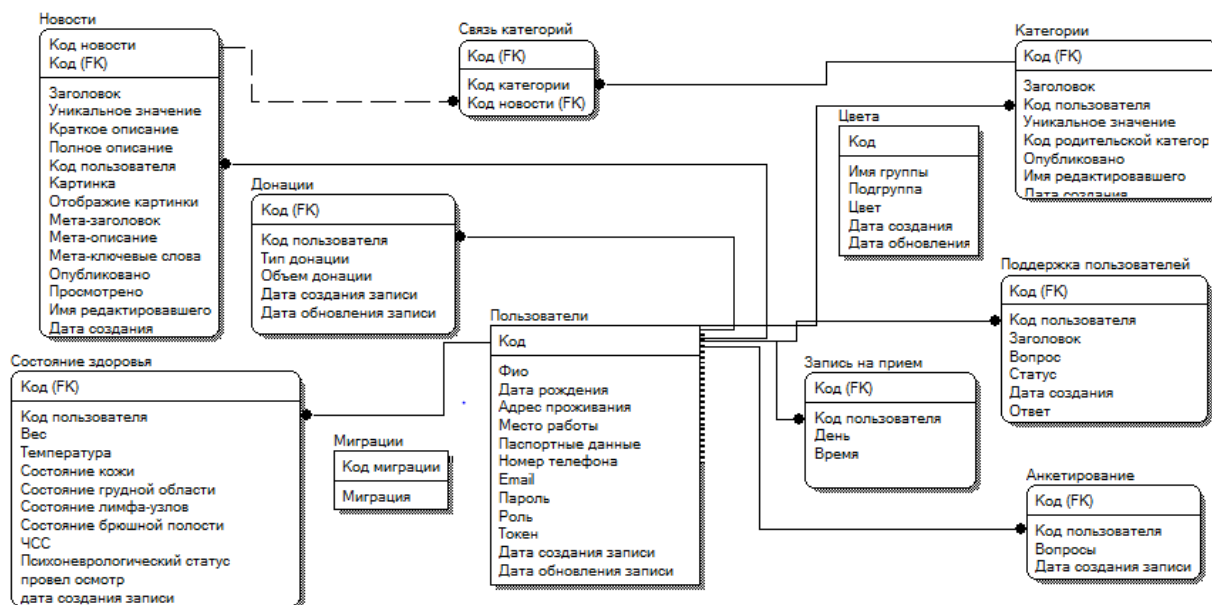 Новости
Код новости
Код (FK)
Заголовок
Уникальное значение
Краткое описание
Полное описание
Код пользователя
Картинка
Отображие картинки
Мета-заголовок
Мета-описание
Мета-ключевые слова
Опубликовано
Просмотрено
Имя редактировавшего
Дата создания
Связь категорий
Код (FK)
Код категории
Код новости (FK)
Категории
Код (FK)
Заголовок
Код пользователя
Уникальное значение
Код родительской категор
Опубликовано
Имя редактировавшего
Дата создания
Цвета
Код
Имя группы
Подгруппа
Цвет
Дата создания
Дата обновления
Донации
Код (FK)
Код пользователя
Тип донации
Объем донации
Дата создания записи
Дата обновления записи
Поддержка пользователей
Код (FK)
Код пользователя
Заголовок
Вопрос
Статус
Дата создания
Ответ
Пользователи
Код
Фио
Дата рождения
Адрес проживания
Место работы
Паспортные данные
Номер телефона
Email
Пароль
Роль
Токен
Дата создания записи
Дата обновления записи
Состояние здоровья
Код (FK)
Код пользователя
Вес
Температура
Состояние кожи
Состояние грудной области
Состояние лимфа-узлов
Состояние брюшной полости
ЧСС
Психоневрологический статус
провел осмотр
дата создания записи
Миграции
Код миграции
Миграция
Запись на прием
Код (FK)
Код пользователя
День
Время
Анкетирование
Код (FK)
Код пользователя
Вопросы
Дата создания записи